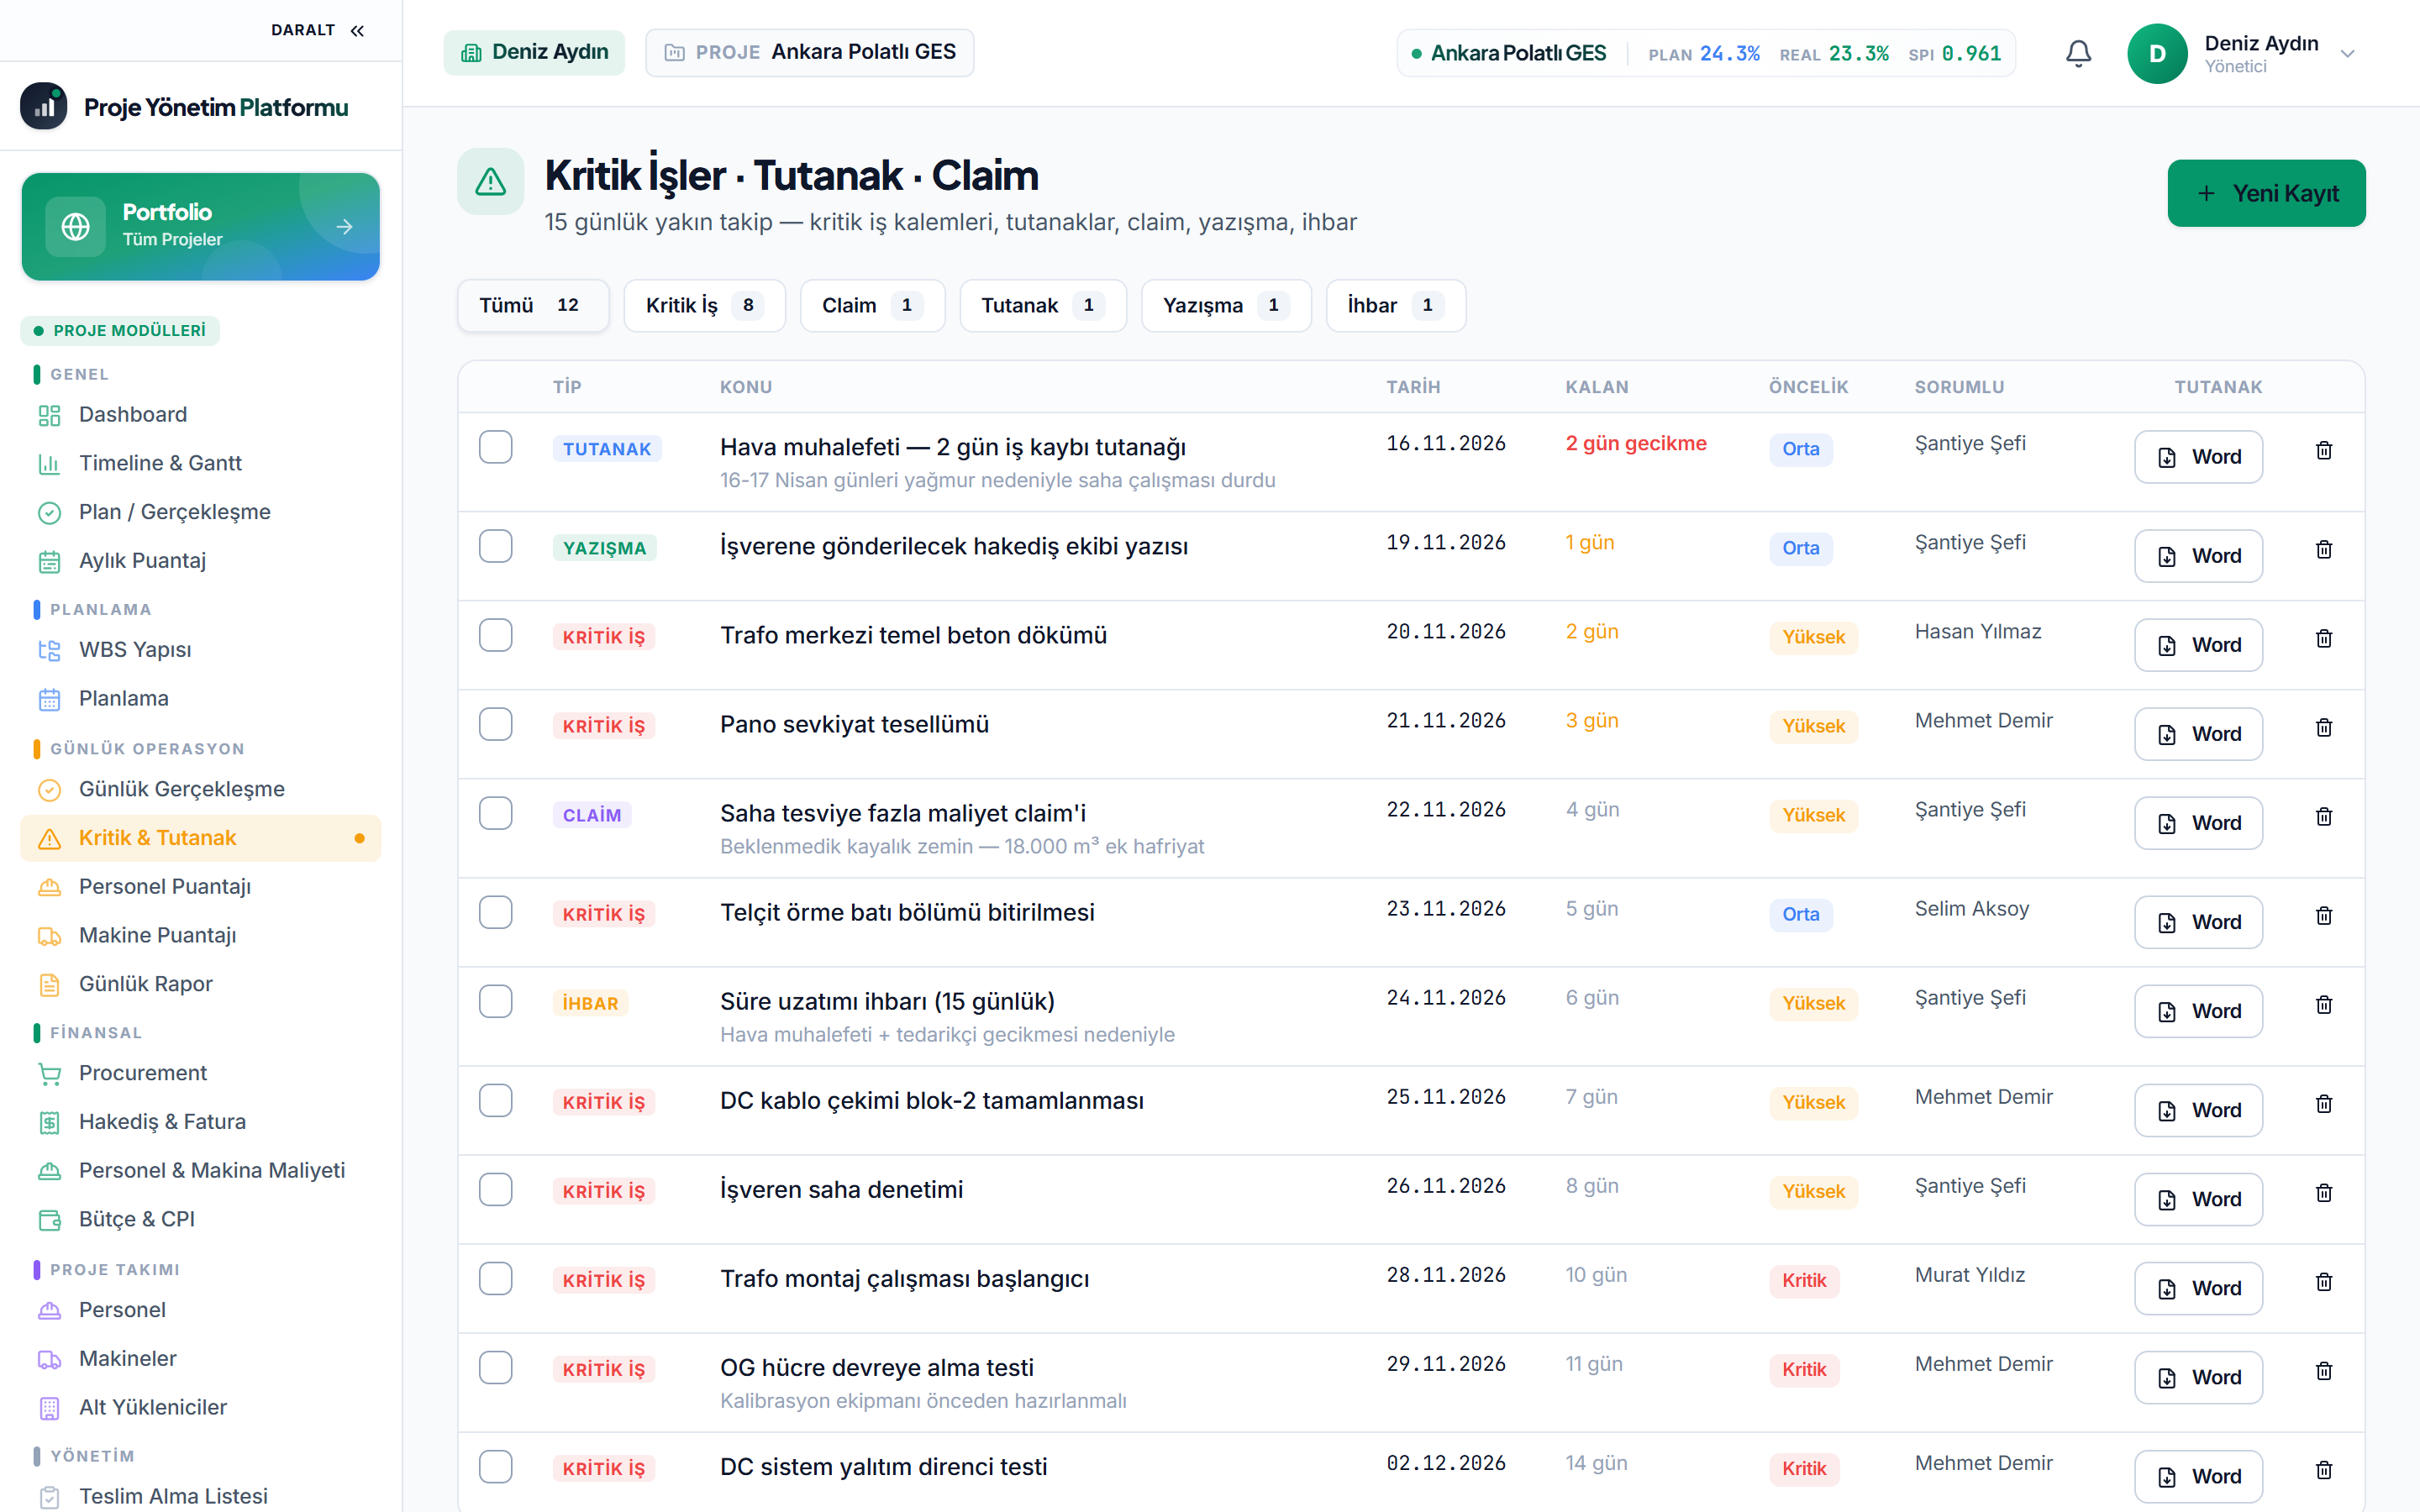 DARALT
Proje Yönetim Platformu
Portfolio
Tüm Projeler
PROJE MODÜLLERİ
GENEL
Dashboard
Timeline & Gantt
Plan / Gerçekleşme
Aylık Puantaj
PLANLAMA
WBS Yapısı
Planlama
GÜNLÜK OPERASYON
Günlük Gerçekleşme
Kritik & Tutanak
Personel Puantajı
Makine Puantajı
Günlük Rapor
FİNANSAL
Procurement
Hakediş & Fatura
Personel & Makina Maliyeti
Bütçe & CPI
PROJE TAKIMI
Personel
Makineler
Alt Yükleniciler
YÖNETİM
Teslim Alma Listesi
Deniz Aydın
PROJE Ankara Polatlı GES
Ankara Polatlı GES PLAN 24.3% REAL 23.3% SPI 0.961
D
Deniz Aydın
Yönetici
Kritik İşler · Tutanak · Claim
15 günlük yakın takip — kritik iş kalemleri, tutanaklar, claim, yazışma, ihbar
+ Yeni Kayıt
Tümü 12 Kritik İş 8 Claim 1 Tutanak 1 Yazışma 1 İhbar 1
TİP KONU TARİH KALAN ÖNCELİK SORUMLU TUTANAK
TUTANAK Hava muhalefeti — 2 gün iş kaybı tutanağı 16.11.2026 2 gün gecikme Orta Şantiye Şefi Word
16-17 Nisan günleri yağmur nedeniyle saha çalışması durdu
YAZIŞMA İşverene gönderilecek hakediş ekibi yazısı 19.11.2026 1 gün Orta Şantiye Şefi Word
KRİTİK İŞ Trafo merkezi temel beton dökümü 20.11.2026 2 gün Yüksek Hasan Yılmaz Word
KRİTİK İŞ Pano sevkiyat tesellümü 21.11.2026 3 gün Yüksek Mehmet Demir Word
CLAİM Saha tesviye fazla maliyet claim'i 22.11.2026 4 gün Yüksek Şantiye Şefi Word
Beklenmedik kayalık zemin — 18.000 m³ ek hafriyat
KRİTİK İŞ Telçit örme batı bölümü bitirilmesi 23.11.2026 5 gün Orta Selim Aksoy Word
İHBAR Süre uzatımı ihbarı (15 günlük) 24.11.2026 6 gün Yüksek Şantiye Şefi Word
Hava muhalefeti + tedarikçi gecikmesi nedeniyle
KRİTİK İŞ DC kablo çekimi blok-2 tamamlanması 25.11.2026 7 gün Yüksek Mehmet Demir Word
KRİTİK İŞ İşveren saha denetimi 26.11.2026 8 gün Yüksek Şantiye Şefi Word
KRİTİK İŞ Trafo montaj çalışması başlangıcı 28.11.2026 10 gün Kritik Murat Yıldız Word
KRİTİK İŞ OG hücre devreye alma testi 29.11.2026 11 gün Kritik Mehmet Demir Word
Kalibrasyon ekipmanı önceden hazırlanmalı
KRİTİK İŞ DC sistem yalıtım direnci testi 02.12.2026 14 gün Kritik Mehmet Demir Word